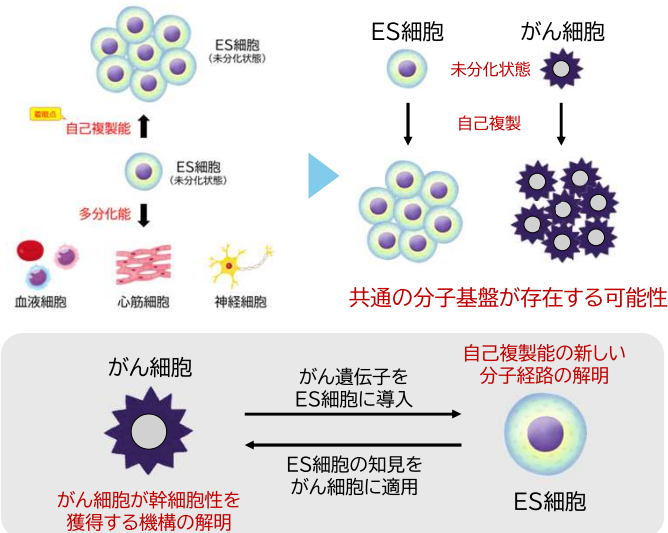 ES細胞
（未分化状態）
着眼点
自己複製能
ES細胞
（未分化状態）
多分化能
血液細胞
心筋細胞
神経細胞
ES細胞
がん細胞
未分化状態
自己複製
共通の分子基盤が存在する可能性
がん細胞
がん遺伝子を
ES細胞に導入
自己複製能の新しい
分子経路の解明
ES細胞の知見を
がん細胞に適用
がん細胞が幹細胞性を
獲得する機構の解明
ES細胞